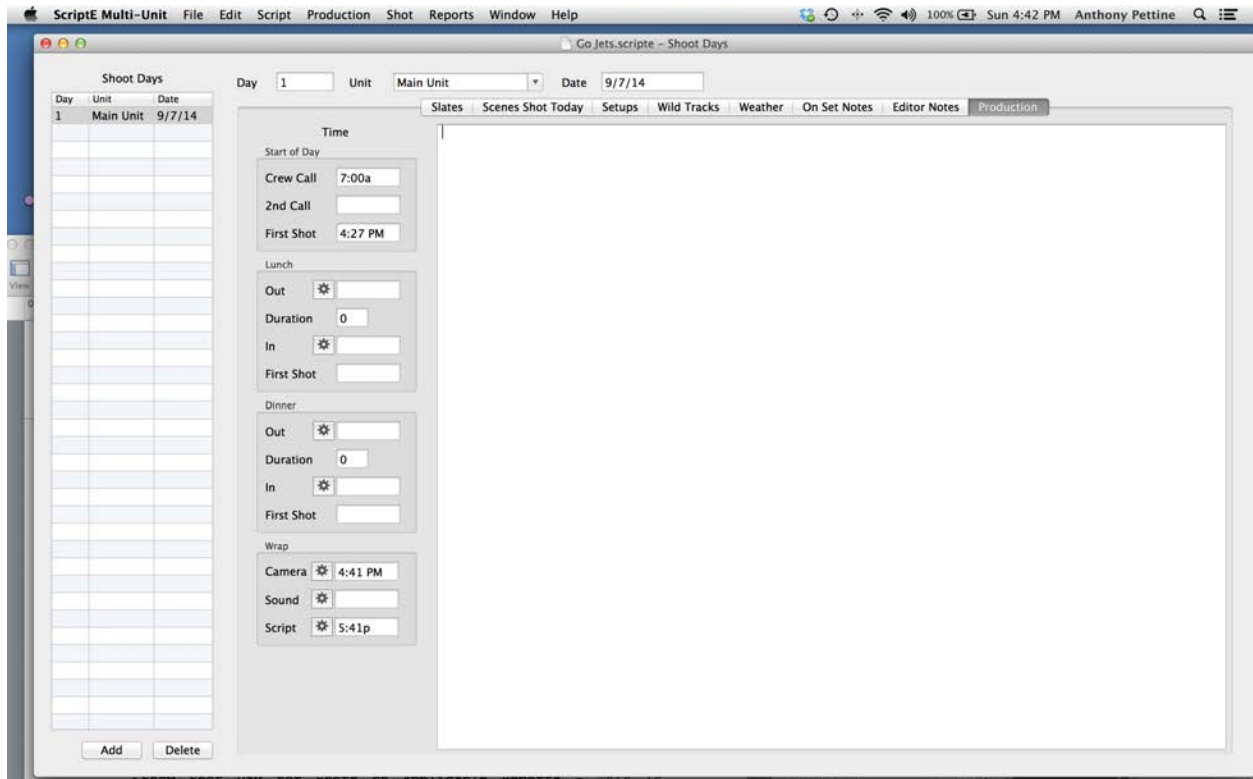 ScriptE Multi-Unit File Edit Script Production Shot Reports Window Help 100% Sun 4:42 PM Anthony Pettine
Go Jets.scripte – Shoot Days
Shoot Days
Day Unit Date
1 Main Unit 9/7/14
Add Delete
Day 1 Unit Main Unit Date 9/7/14
Slates Scenes Shot Today Setups Wild Tracks Weather On Set Notes Editor Notes Production
Time
Start of Day
Crew Call 7:00a
2nd Call
First Shot 4:27 PM
Lunch
Out
Duration 0
In
First Shot
Dinner
Out
Duration 0
In
First Shot
Wrap
Camera 4:41 PM
Sound
Script 5:41p
View